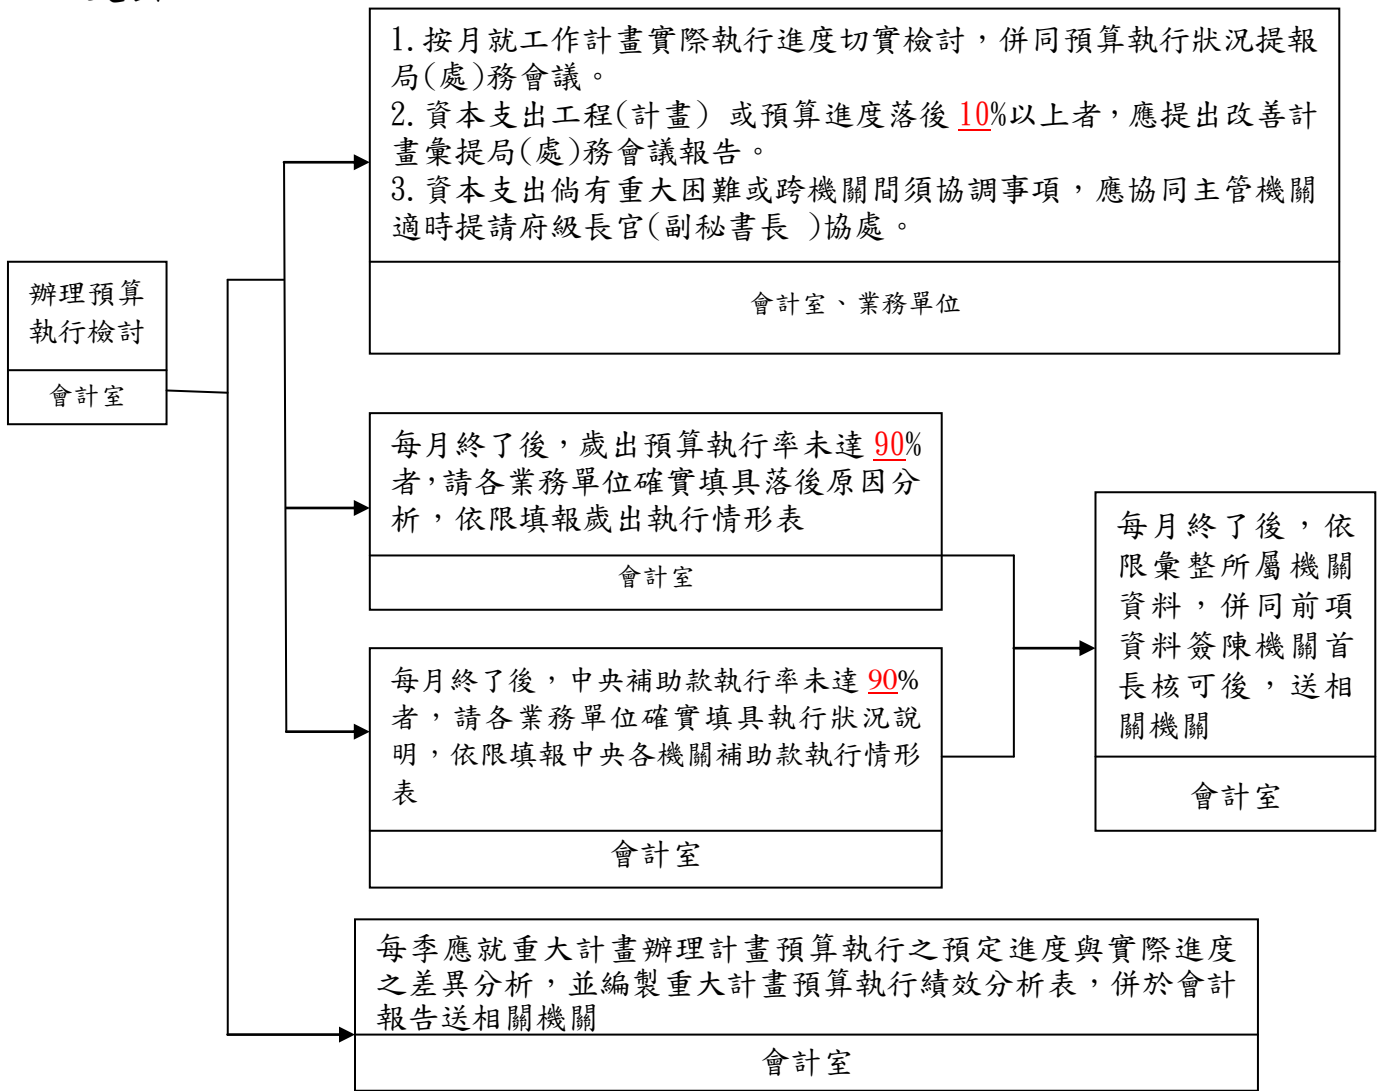 1.按月就工作計畫實際執行進度切實檢討，併同預算執行狀況提報
局(處)務會議。
2.資本支出工程(計畫) 或預算進度落後 10%以上者，應提出改善計
畫彙提局(處)務會議報告。
3.資本支出倘有重大困難或跨機關間須協調事項，應協同主管機關
適時提請府級長官(副秘書長 )協處。
會計室、業務單位
辦理預算
執行檢討
會計室
每月終了後，歲出預算執行率未達 90%
者，請各業務單位確實填具落後原因分
析，依限填報歲出執行情形表
會計室
每月終了後，中央補助款執行率未達 90%
者，請各業務單位確實填具執行狀況說
明，依限填報中央各機關補助款執行情形
表
會計室
每月終了後，依
限彙整所屬機關
資料，併同前項
資料簽陳機關首
長核可後，送相
關機關
會計室
每季應就重大計畫辦理計畫預算執行之預定進度與實際進度
之差異分析，並編製重大計畫預算執行績效分析表，併於會計
報告送相關機關
會計室